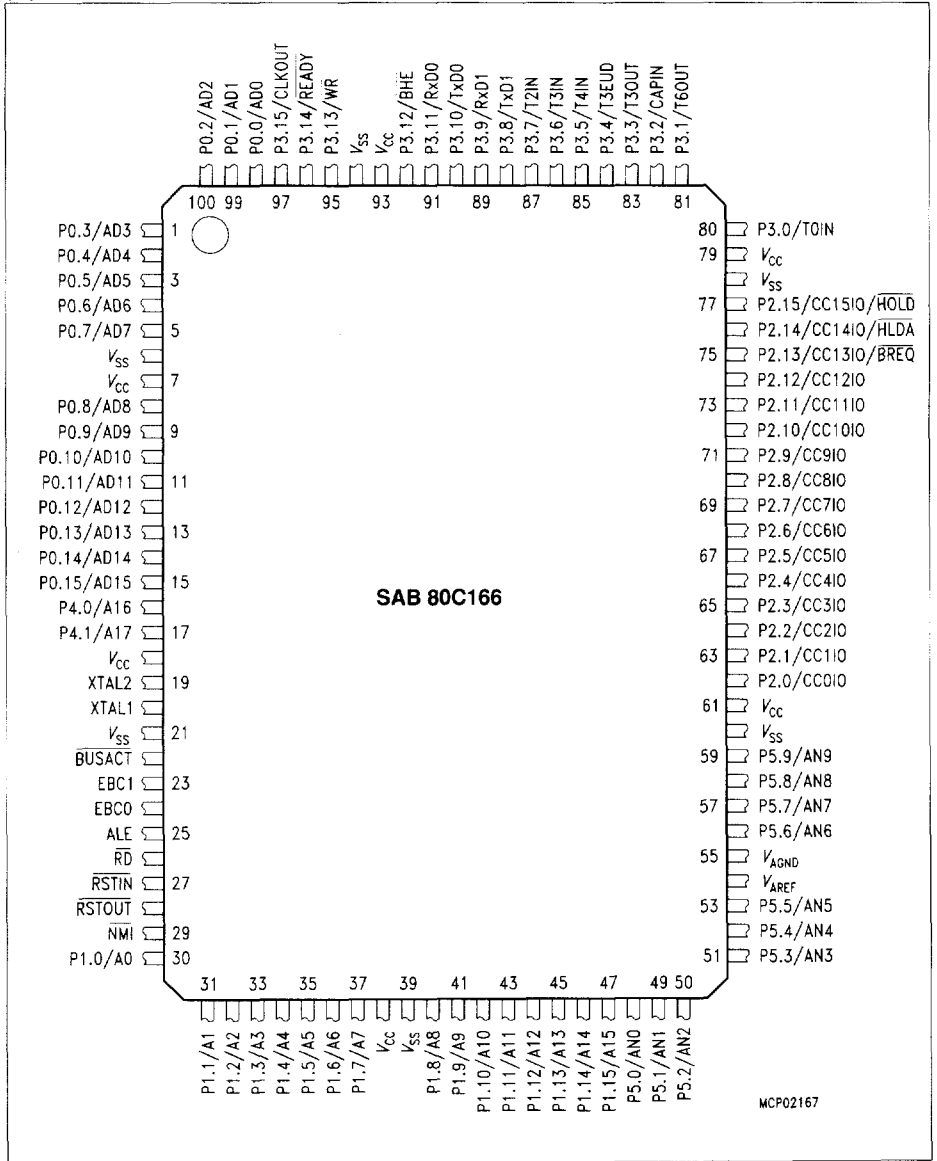 P0.2/AD2
P0.1/AD1
P0.0/AD0
P3.15/CLKOUT
P3.14/READY
P3.13/WR
VSS
VCC
P3.12/BHE
P3.11/RxD0
P3.10/TxD0
P3.9/RxD1
P3.8/TxD1
P3.7/T2IN
P3.6/T3IN
P3.5/T4IN
P3.4/T3EUD
P3.3/T3OUT
P3.2/CAPIN
P3.1/T6OUT
100 99 97 95 93 91 89 87 85 83 81
P0.3/AD3 1
P0.4/AD4
P0.5/AD5 3
P0.6/AD6
P0.7/AD7 5
VSS
VCC 7
P0.8/AD8
P0.9/AD9 9
P0.10/AD10
P0.11/AD11 11
P0.12/AD12
P0.13/AD13 13
P0.14/AD14
P0.15/AD15 15
P4.0/A16
P4.1/A17 17
VCC
XTAL2 19
XTAL1
VSS 21
BUSACT
EBC1 23
EBC0
ALE 25
RD
RSTIN 27
RSTOUT
NMI 29
P1.0/A0 30
SAB 80C166
80 P3.0/T0IN
79 VCC
VSS
77 P2.15/CC15IO/HOLD
P2.14/CC14IO/HLDA
75 P2.13/CC13IO/BREQ
P2.12/CC12IO
73 P2.11/CC11IO
P2.10/CC10IO
71 P2.9/CC9IO
P2.8/CC8IO
69 P2.7/CC7IO
P2.6/CC6IO
67 P2.5/CC5IO
P2.4/CC4IO
65 P2.3/CC3IO
P2.2/CC2IO
63 P2.1/CC1IO
P2.0/CC0IO
61 VCC
VSS
59 P5.9/AN9
P5.8/AN8
57 P5.7/AN7
P5.6/AN6
55 VAGND
VAREF
53 P5.5/AN5
P5.4/AN4
51 P5.3/AN3
31 33 35 37 39 41 43 45 47 49 50
P1.1/A1
P1.2/A2
P1.3/A3
P1.4/A4
P1.5/A5
P1.6/A6
P1.7/A7
VCC
VSS
P1.8/A8
P1.9/A9
P1.10/A10
P1.11/A11
P1.12/A12
P1.13/A13
P1.14/A14
P1.15/A15
P5.0/AN0
P5.1/AN1
P5.2/AN2
MCP02167